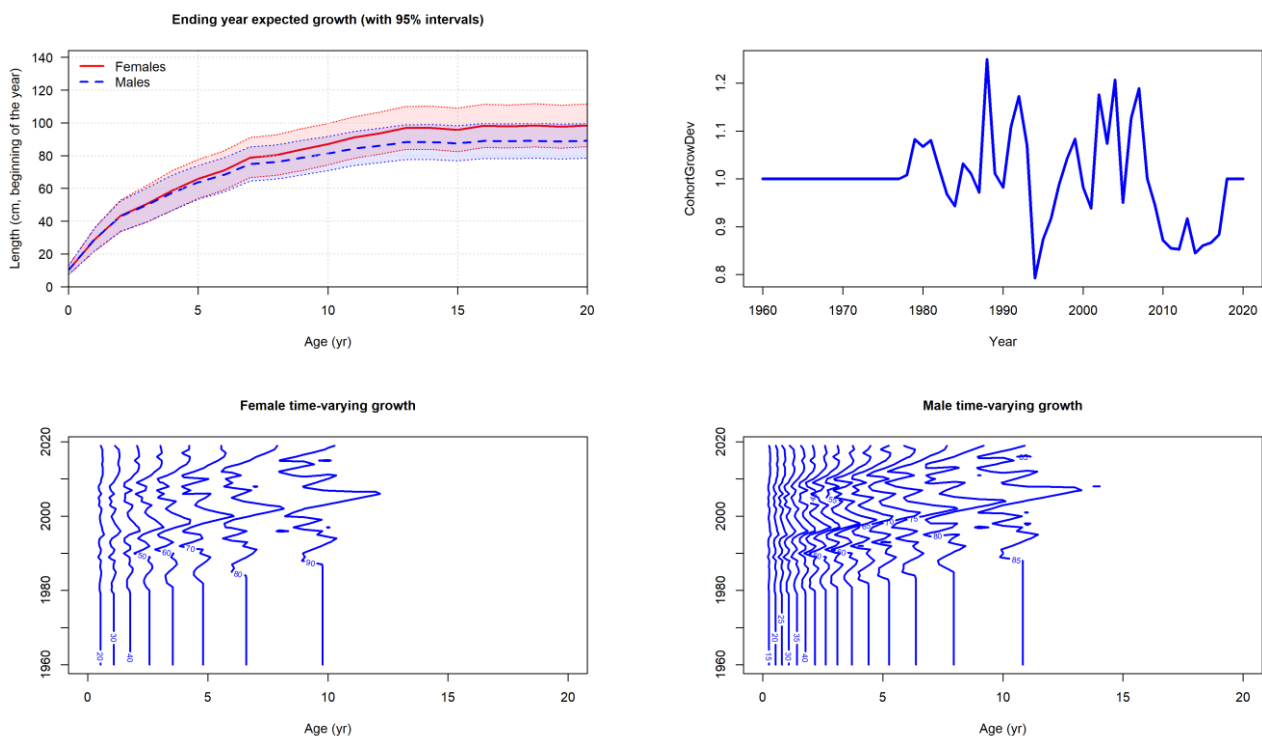 Ending year expected growth (with 95% intervals)
Length (cm, beginning of the year)
140
120
100
80
60
40
20
0
Females
Males
0 5 10 15 20
Age (yr)
CohortGrowDev
1.2
1.1
1.0
0.9
0.8
1960 1970 1980 1990 2000 2010 2020
Year
Female time-varying growth
2020
2000
1980
1960
20
30
40
50
60
70
80
90
0 5 10 15 20
Age (yr)
Male time-varying growth
2020
2000
1980
1960
15
20
25
30
35
40
55
70
75
80
85
85
0 5 10 15 20
Age (yr)